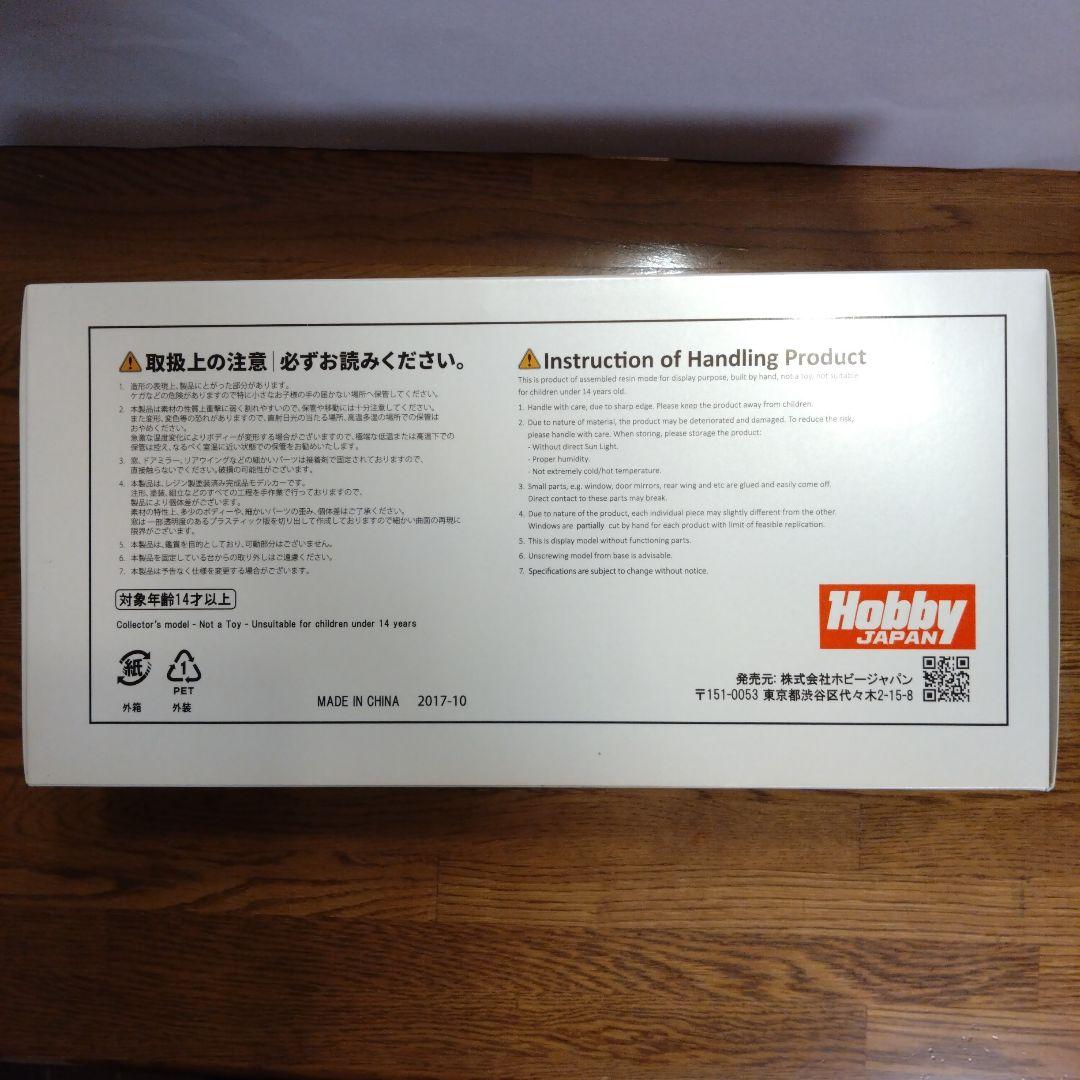 取扱上の注意｜必ずお読みください。
1. 造形の表現上、製品にとがった部分があります。
ケガなどの危険がありますので特に小さなお子様の手の届かない場所へ保管してください。
2. 本製品は素材の性質上重撃に弱く割れやすいので、保管や移動には十分注意してください。
また変形、変色等の恐れがありますので、直射日光の当たる場所、高温多湿の場所での保管は
おやめください。
急激な温度変化によりボディーが変形する場合がございますので、極端な低温または高温下での
保管は控え、なるべく室温に近い状態での保管をお勧めいたします。
3. 窓、ドアミラー、リアウイングなどの細かいパーツは接着剤で固定されておりますので、
直接触らないでください。破損の可能性がございます。
4. 本製品は、レジン製塗装済み完成品モデルカーです。
注形、塗装、組立などのすべての工程を手作業で行っておりますので、
製品により個体差がございます。
素材の特性上、多少のボディーや、細かいパーツの歪み、個体差はご了承ください。
窓は一部透明度のあるプラスティック版を切り出して作成しておりますので細かい曲面の再現に
限界がございます。
5. 本製品は、鑑賞を目的としており、可動部分はございません。
6. 本製品を固定している台からの取り外しはご遠慮ください。
7. 本製品は予告なく仕様を変更する場合がございます。
対象年齢14才以上
Collector's model - Not a Toy - Unsuitable for children under 14 years
紙
外箱
1
PET
外装
MADE IN CHINA 2017-10
Instruction of Handling Product
This is product of assembled resin mode for display purpose, built by hand, not a toy, not suitable
for children under 14 years old.
1. Handle with care, due to sharp edge. Please keep the product away from children.
2. Due to nature of material, the product may be deteriorated and damaged. To reduce the risk,
please handle with care. When storing, please storage the product:
- Without direct Sun Light.
- Proper humidity.
- Not extremely cold/hot temperature.
3. Small parts, e.g. window, door mirrors, rear wing and etc are glued and easily come off.
Direct contact to these parts may break.
4. Due to nature of the product, each individual piece may slightly different from the other.
Windows are partially cut by hand for each product with limit of feasible replication.
5. This is display model without functioning parts.
6. Unscrewing model from base is advisable.
7. Specifications are subject to change without notice.
Hobby
JAPAN
発売元: 株式会社ホビージャパン
〒151-0053 東京都渋谷区代々木2-15-8